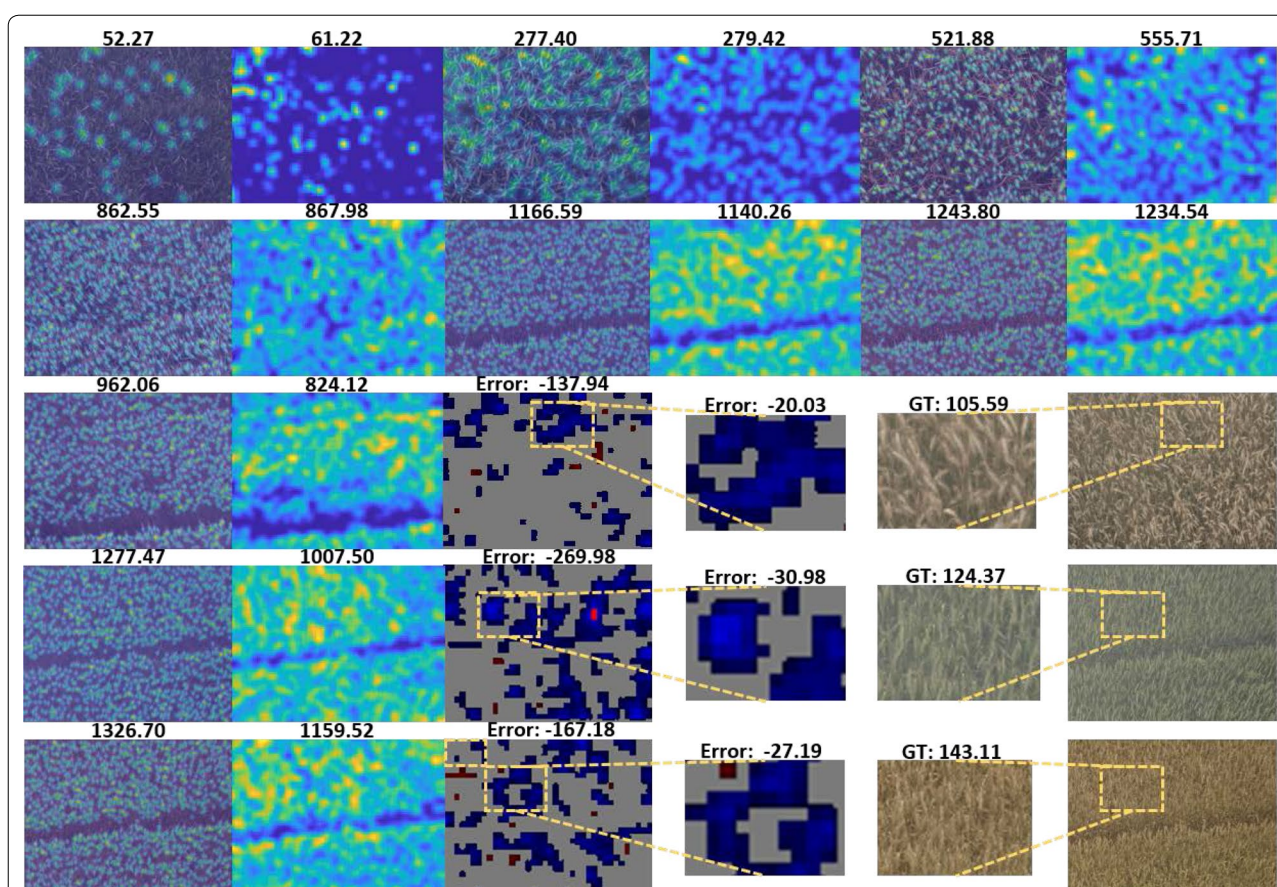 52.27 61.22 277.40 279.42 521.88 555.71
862.55 867.98 1166.59 1140.26 1243.80 1234.54
962.06 824.12 Error: -137.94
Error: -20.03 GT: 105.59
1277.47 1007.50 Error: -269.98
Error: -30.98 GT: 124.37
1326.70 1159.52 Error: -167.18
Error: -27.19 GT: 143.11